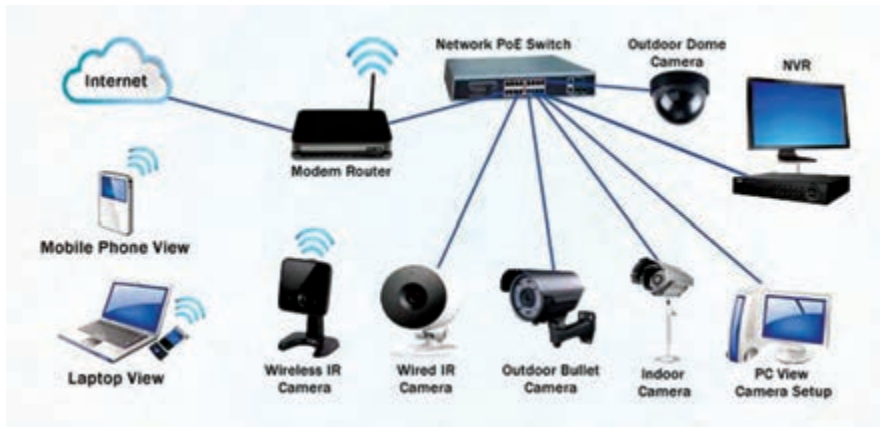 Network PoE Switch
Outdoor Dome
Camera
NVR
Internet
Modem Router
Mobile Phone View
Laptop View
Wireless IR
Camera
Wired IR
Camera
Outdoor Bullet
Camera
Indoor
Camera
PC View
Camera Setup